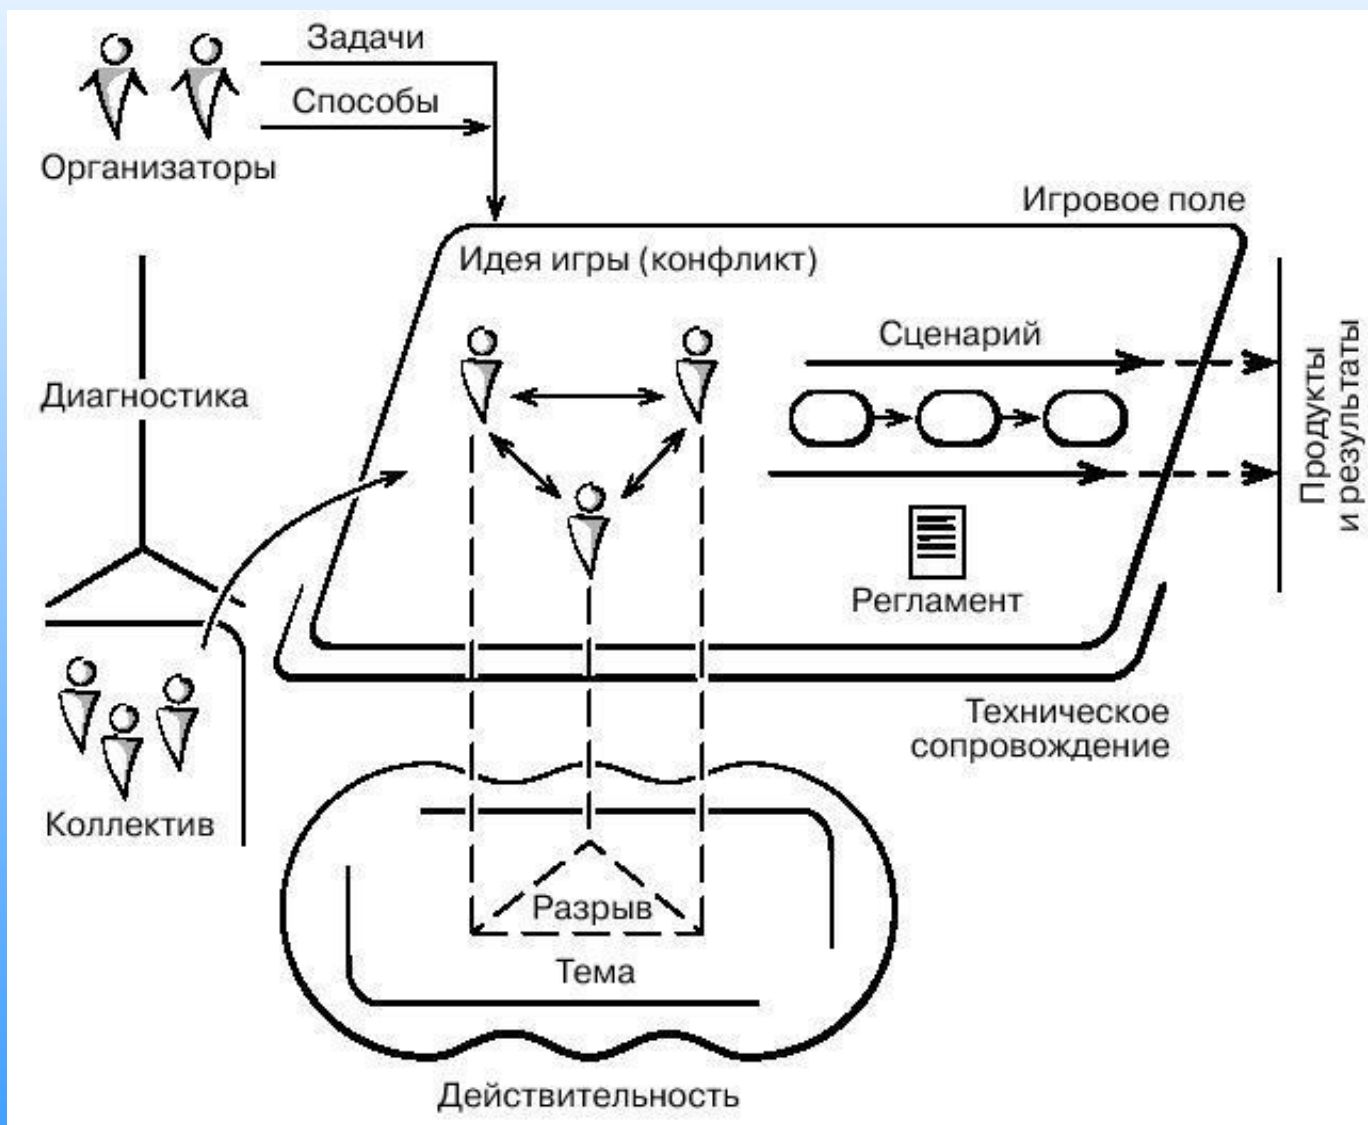 Задачи
Способы
Организаторы
Игровое поле
Идея игры (конфликт)
Сценарий
Диагностика
Продукты
и результаты
Регламент
Техническое
сопровождение
Коллектив
Разрыв
Тема
Действительность